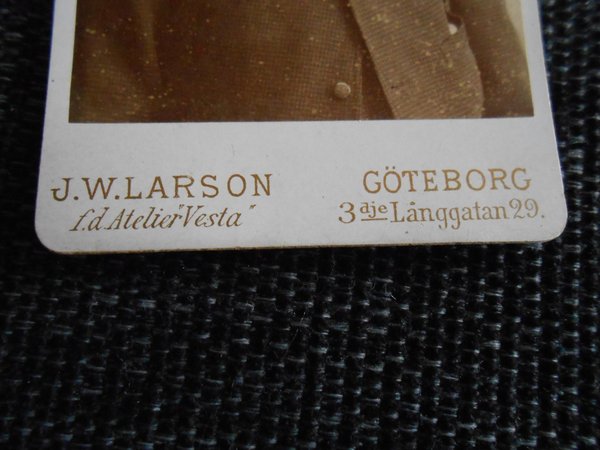 J.W.LARSON
f.d. Atelier "Vesta"
GÖTEBORG
3dje Långgatan 29.